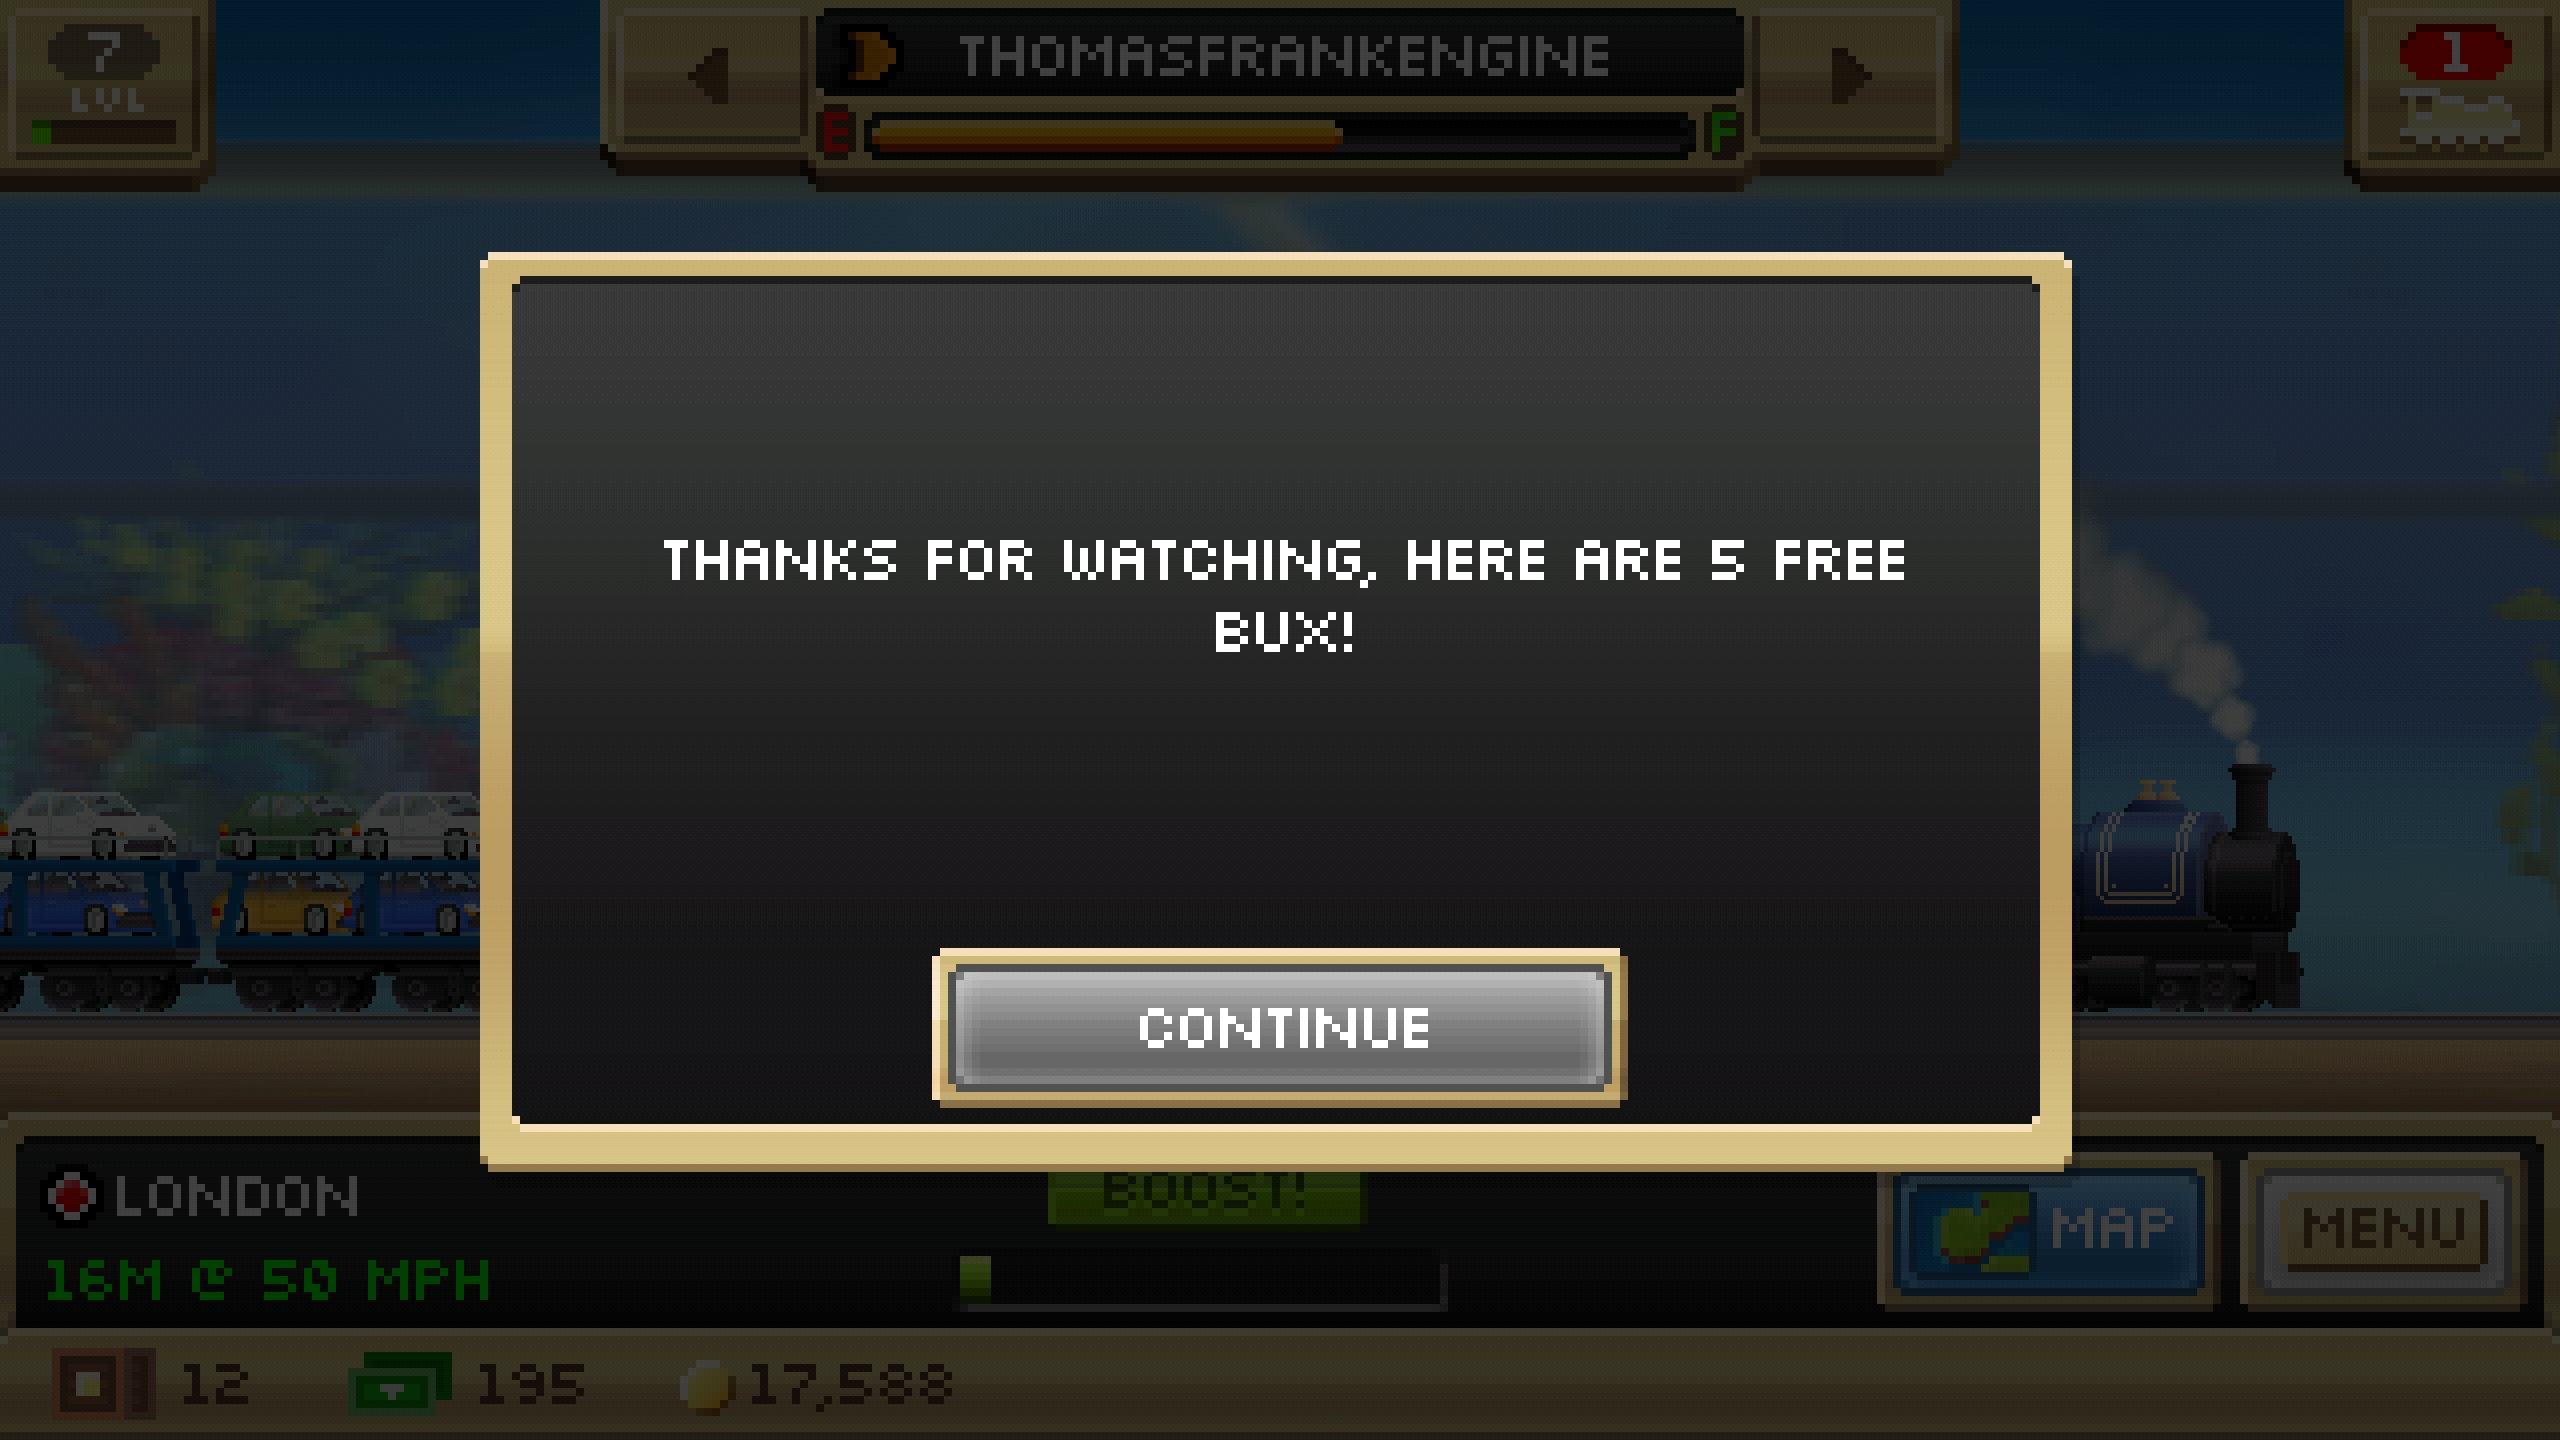 7
LVL
THOMASFRANKENGINE
E F
1
THANKS FOR WATCHING, HERE ARE 5 FREE
BUX!
CONTINUE
LONDON
16M @ 50 MPH
BOOST!
MAP
MENU
12 195 17,588